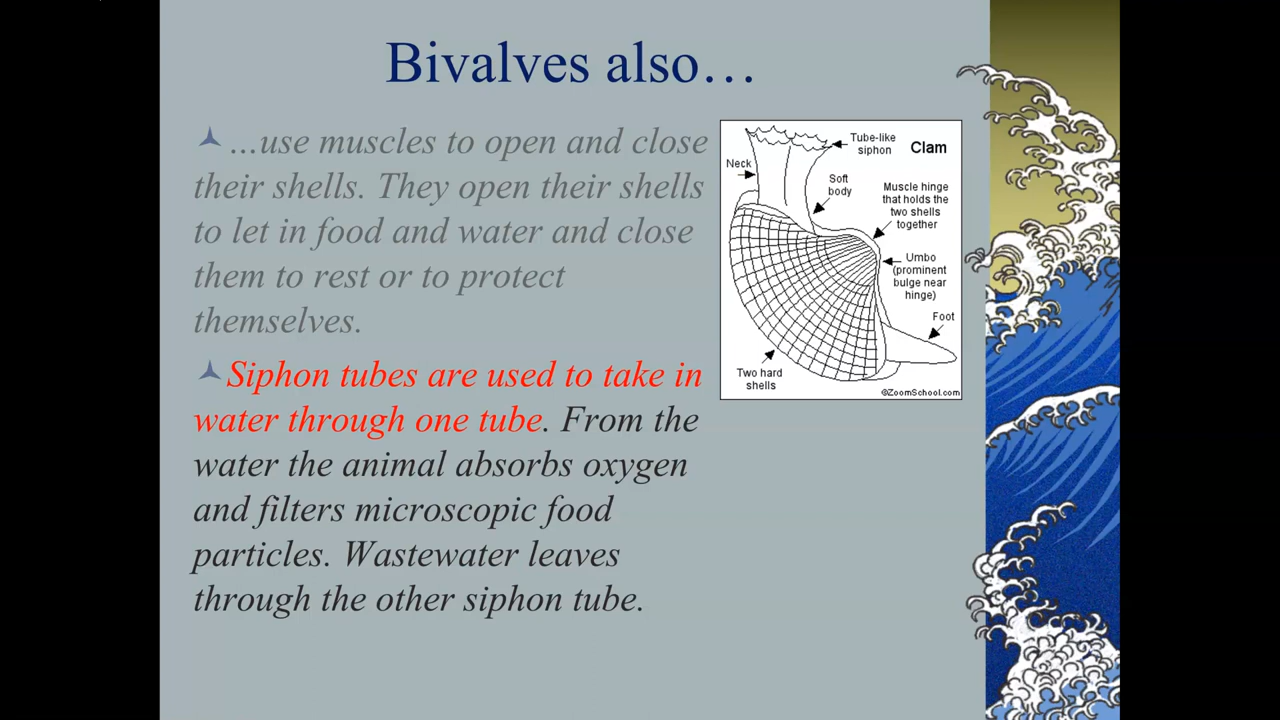 Bivalves also…
…use muscles to open and close
their shells. They open their shells
to let in food and water and close
them to rest or to protect
themselves.
Siphon tubes are used to take in
water through one tube. From the
water the animal absorbs oxygen
and filters microscopic food
particles. Wastewater leaves
through the other siphon tube.
Tube-like
siphon
Clam
Neck
Soft
body
Muscle hinge
that holds the
two shells
together
Umbo
(prominent
bulge near
hinge)
Foot
Two hard
shells
©ZoomSchool.com